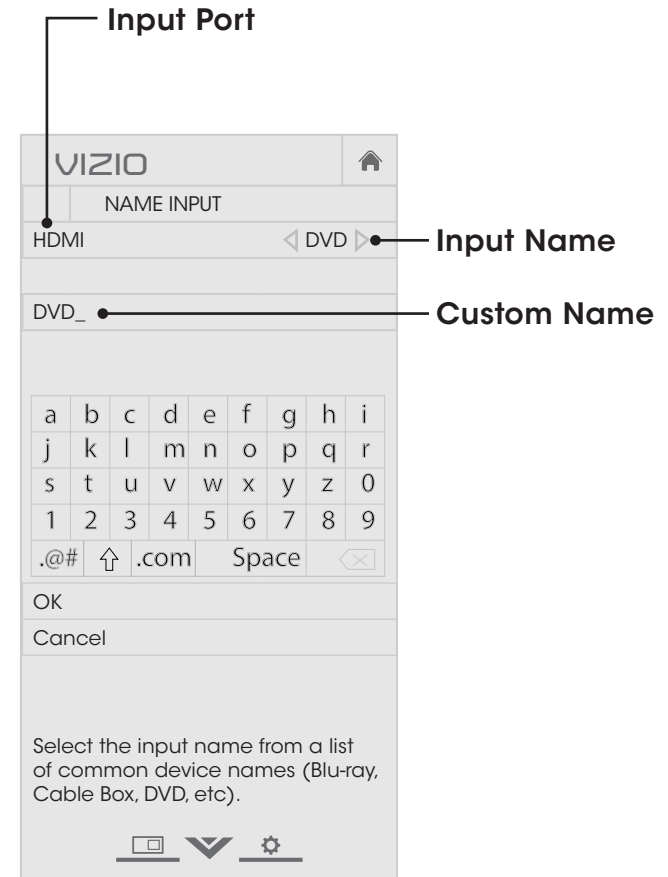 Input Port
VIZIO
NAME INPUT
HDMI DVD Input Name
DVD_ Custom Name
a b c d e f g h i
j k l m n o p q r
s t u v w x y z 0
1 2 3 4 5 6 7 8 9
.@# .com Space
OK
Cancel
Select the input name from a list
of common device names (Blu-ray,
Cable Box, DVD, etc).